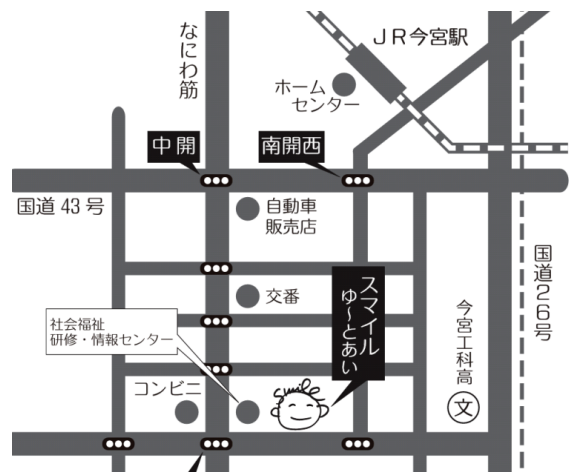 なにわ筋
JR今宮駅
ホーム
センター
中開
南開西
国道43号
自動車
販売店
国道26号
交番
スマイル
ゆ〜とあい
今宮工科高
文
社会福祉
研修・情報センター
コンビニ
smile